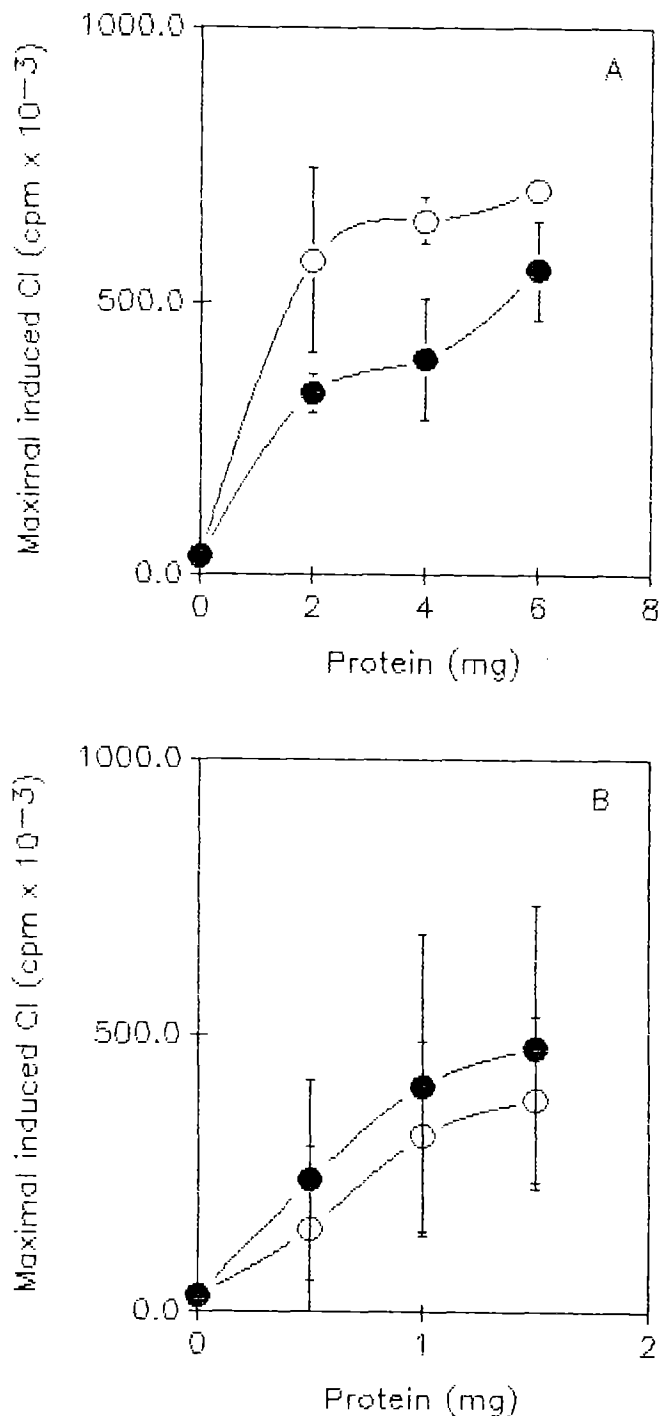 1000.0
A
Maximal induced Cl (cpm x 10-3)
500.0
0.0
0 2 4 6 8
Protein (mg)
1000.0
B
Maximal induced Cl (cpm x 10-3)
500.0
0.0
0 1 2
Protein (mg)